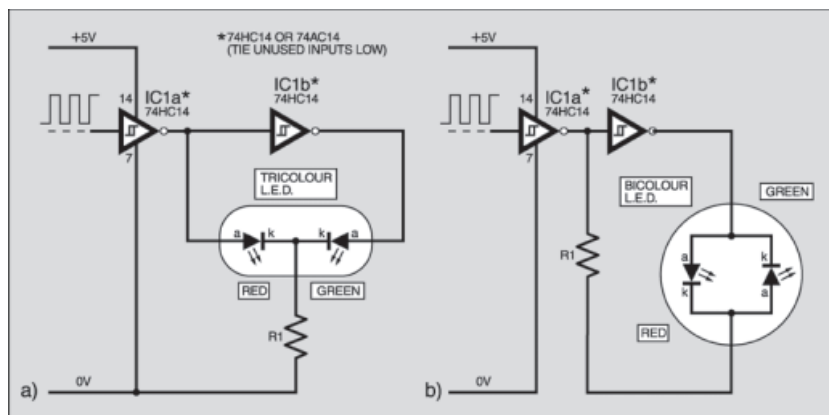 +5V
*74HC14 OR 74AC14
(TIE UNUSED INPUTS LOW)
14
IC1a*
74HC14
IC1b*
74HC14
7
TRICOLOUR
L.E.D.
a k k a
RED GREEN
R1
0V
a)
+5V
14
IC1a*
74HC14
IC1b*
74HC14
7
BICOLOUR
L.E.D.
GREEN
R1
a k
k a
RED
0V
b)